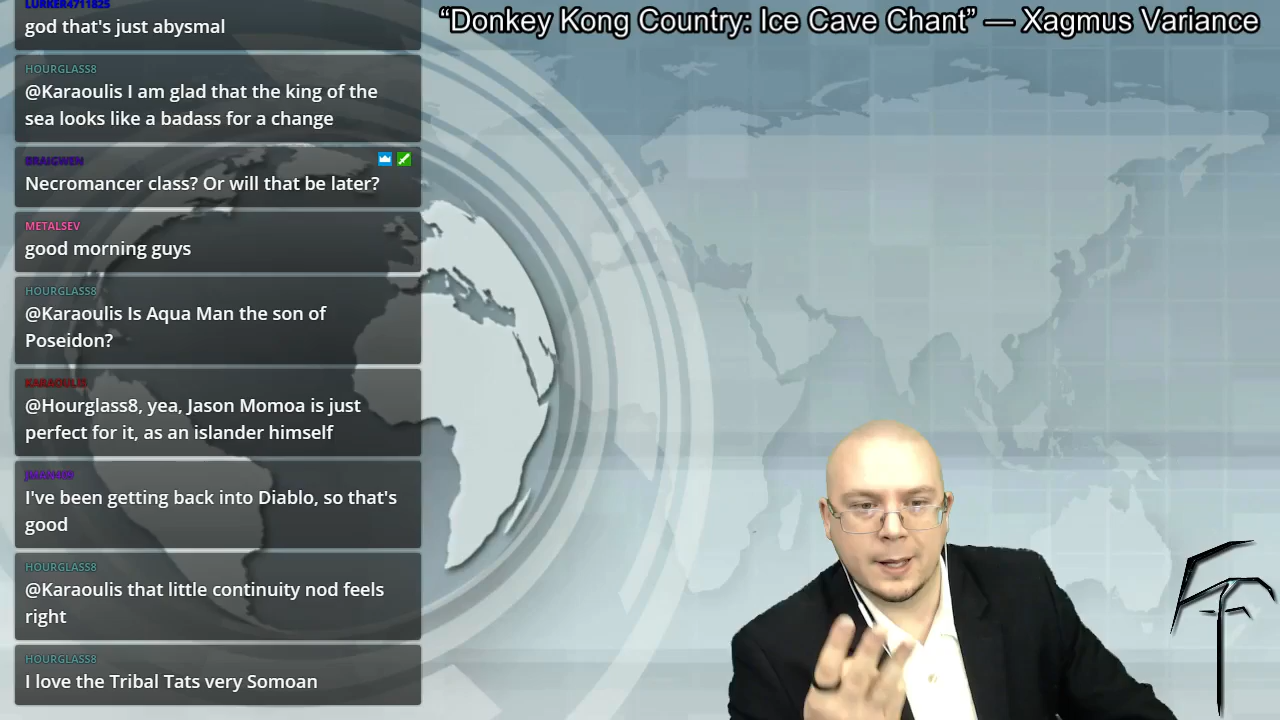 LURKER4711825
god that's just abysmal
“Donkey Kong Country: Ice Cave Chant” — Xagmus Variance
HOURGLASS8
@Karaoulis I am glad that the king of the
sea looks like a badass for a change
BRAIGWEN
Necromancer class? Or will that be later?
METALSEV
good morning guys
HOURGLASS8
@Karaoulis Is Aqua Man the son of
Poseidon?
KARAOULIS
@Hourglass8, yea, Jason Momoa is just
perfect for it, as an islander himself
I've been getting back into Diablo, so that's
good
HOURGLASS8
@Karaoulis that little continuity nod feels
right
HOURGLASS8
I love the Tribal Tats very Somoan